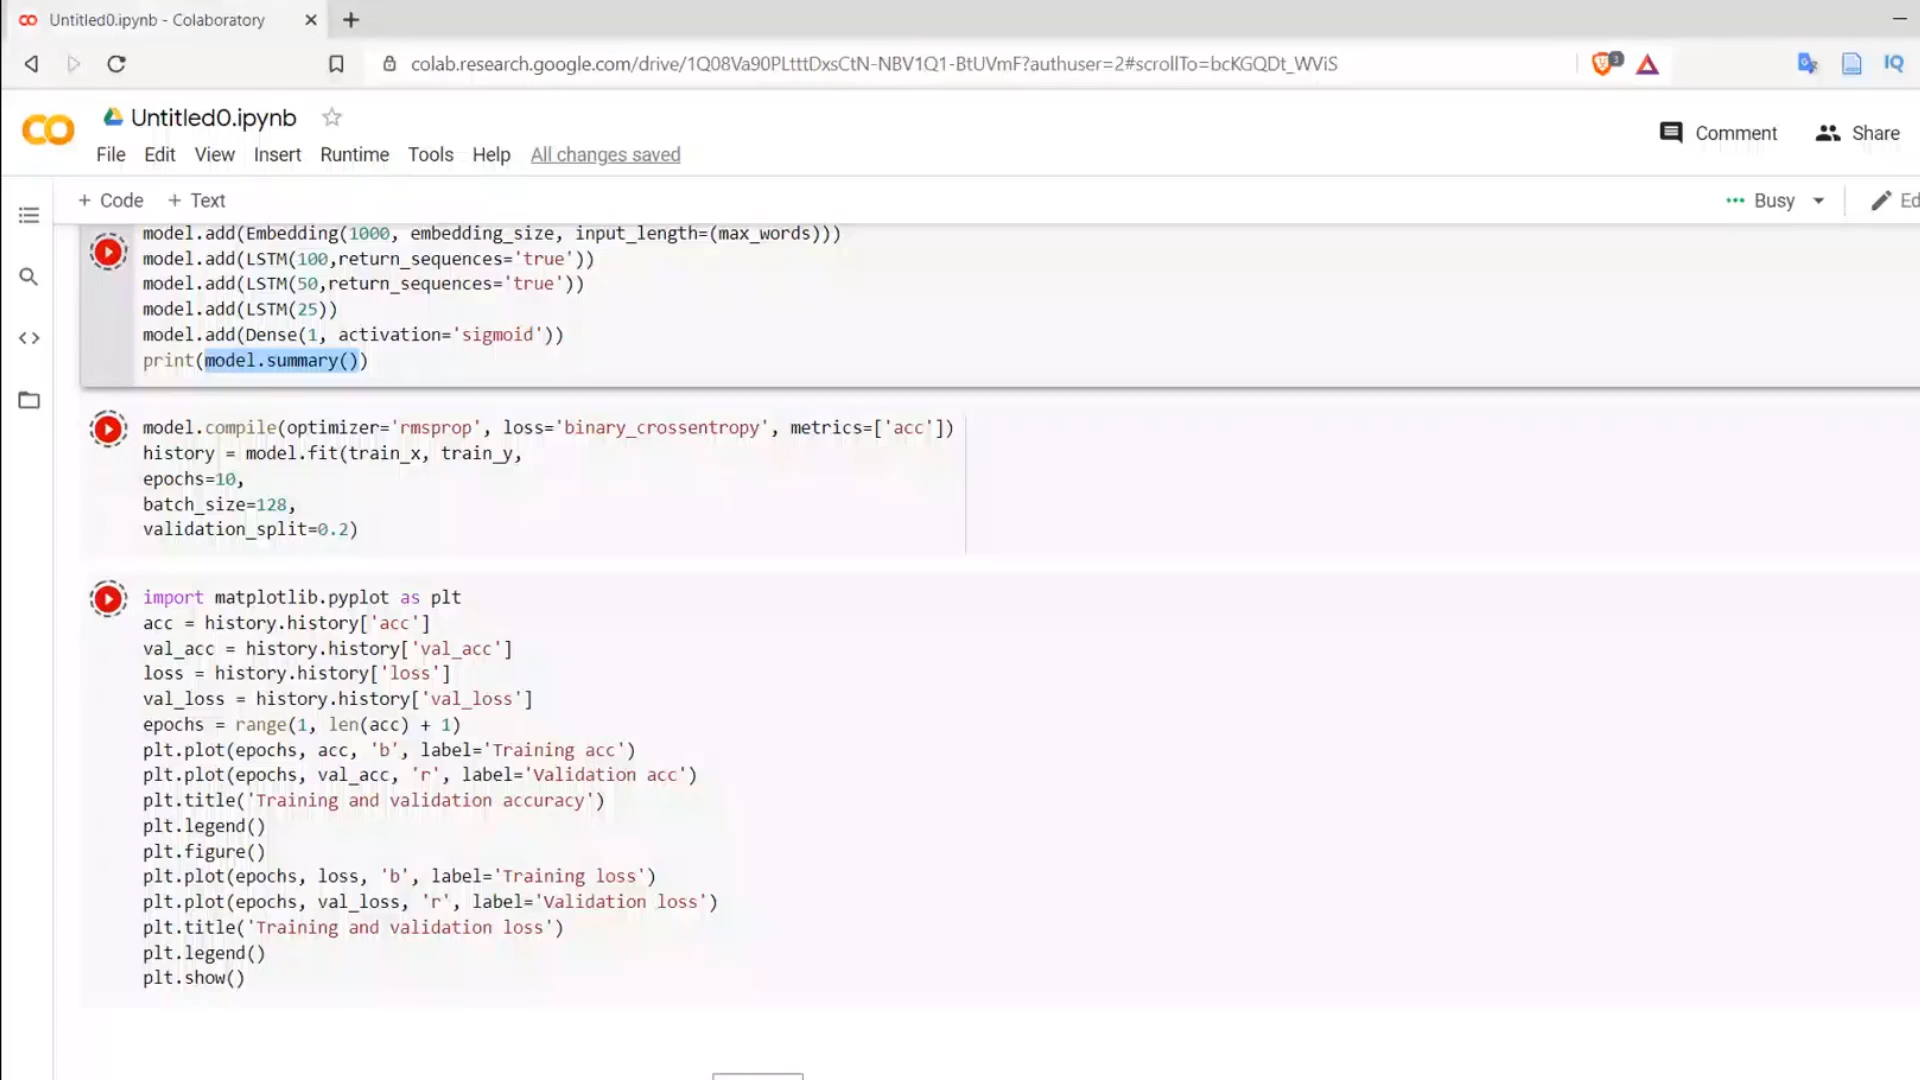 Untitled0.ipynb - Colaboratory
colab.research.google.com/drive/1Q08Va90PLtttDxsCtN-NBV1Q1-BtUVmF?authuser=2#scrollTo=bcKGQDt_WViS
3
IQ
CO
Untitled0.ipynb
Comment
Share
File Edit View Insert Runtime Tools Help All changes saved
+ Code + Text
Busy
Ed
model.add(Embedding(1000, embedding_size, input_length=(max_words)))
model.add(LSTM(100,return_sequences='true'))
model.add(LSTM(50,return_sequences='true'))
model.add(LSTM(25))
model.add(Dense(1, activation='sigmoid'))
print(model.summary())
model.compile(optimizer='rmsprop', loss='binary_crossentropy', metrics=['acc'])
history = model.fit(train_x, train_y,
epochs=10,
batch_size=128,
validation_split=0.2)
import matplotlib.pyplot as plt
acc = history.history['acc']
val_acc = history.history['val_acc']
loss = history.history['loss']
val_loss = history.history['val_loss']
epochs = range(1, len(acc) + 1)
plt.plot(epochs, acc, 'b', label='Training acc')
plt.plot(epochs, val_acc, 'r', label='Validation acc')
plt.title('Training and validation accuracy')
plt.legend()
plt.figure()
plt.plot(epochs, loss, 'b', label='Training loss')
plt.plot(epochs, val_loss, 'r', label='Validation loss')
plt.title('Training and validation loss')
plt.legend()
plt.show()